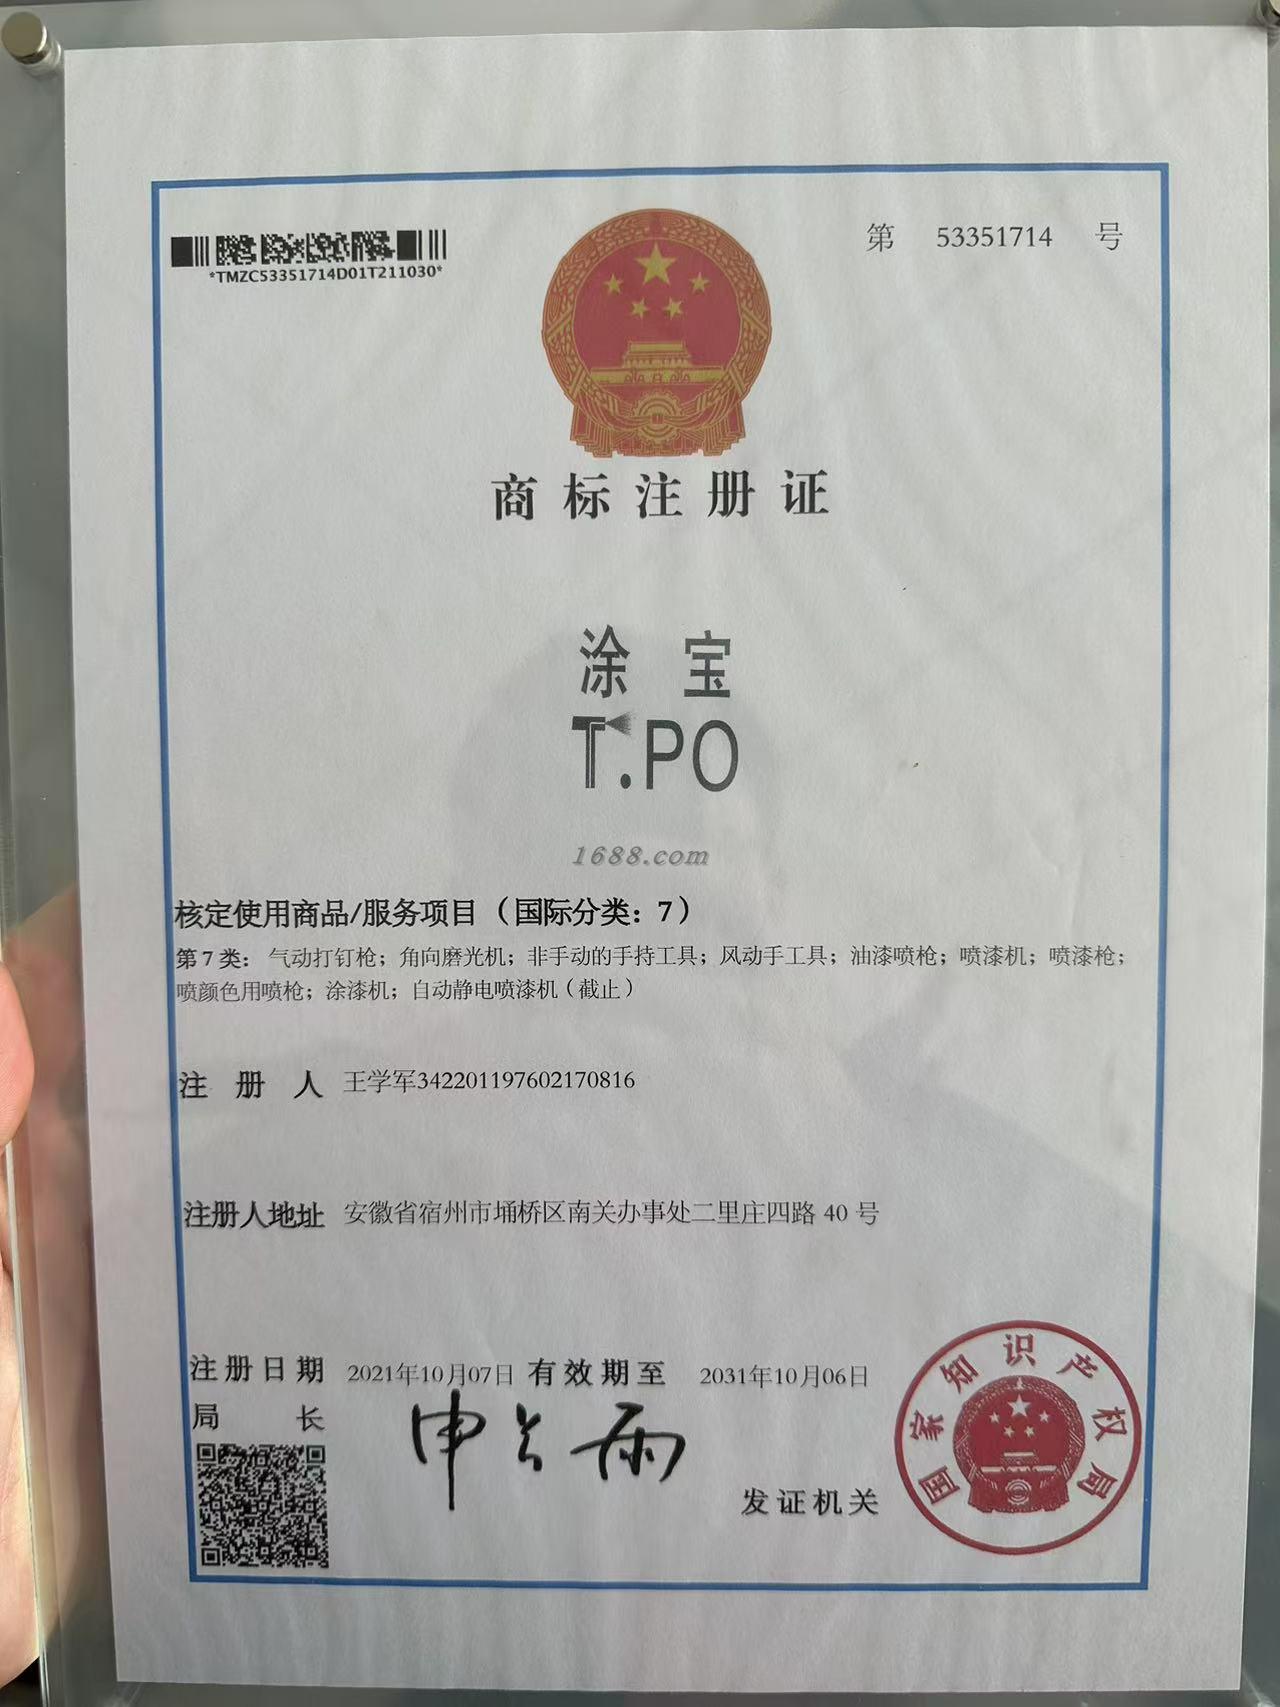 第 53351714 号
*TMZC53351714D01T211030*
商标注册证
涂宝
T.PO
1688.com
核定使用商品/服务项目（国际分类：7）
第7类：气动打钉枪；角向磨光机；非手动的手持工具；风动手工具；油漆喷枪；喷漆机；喷漆枪；
喷颜色用喷枪；涂漆机；自动静电喷漆机（截止）
注册人 王学军342201197602170816
注册人地址 安徽省宿州市埇桥区南关办事处二里庄四路 40 号
注册日期 2021年10月07日 有效期至 2031年10月06日
局长 申长雨
发证机关
国家知识产权局